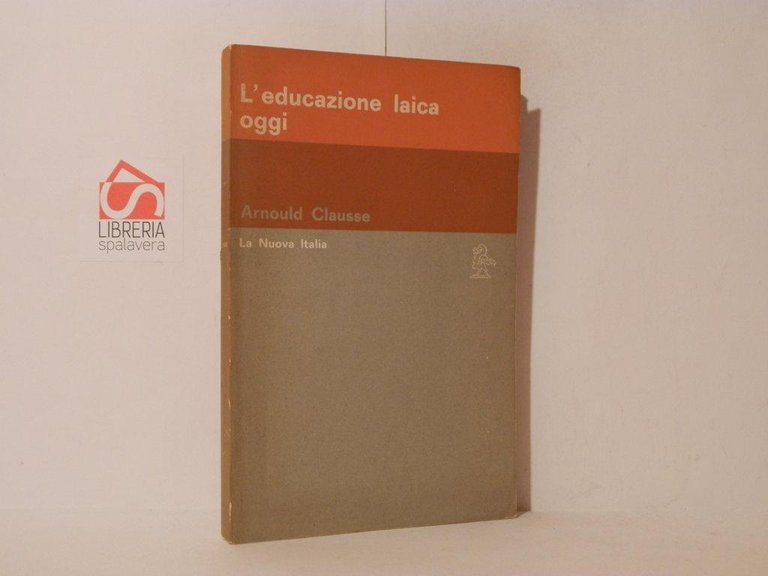 L'educazione laica
oggi
Arnould Clausse
La Nuova Italia
LIBRERIA
spalavera